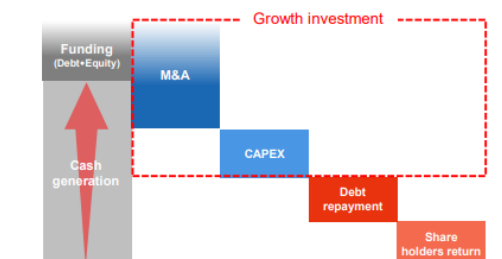 Growth investment
Funding
(Debt•Equity)
M&A
CAPEX
Cash
generation
Debt
repayment
Share
holders return